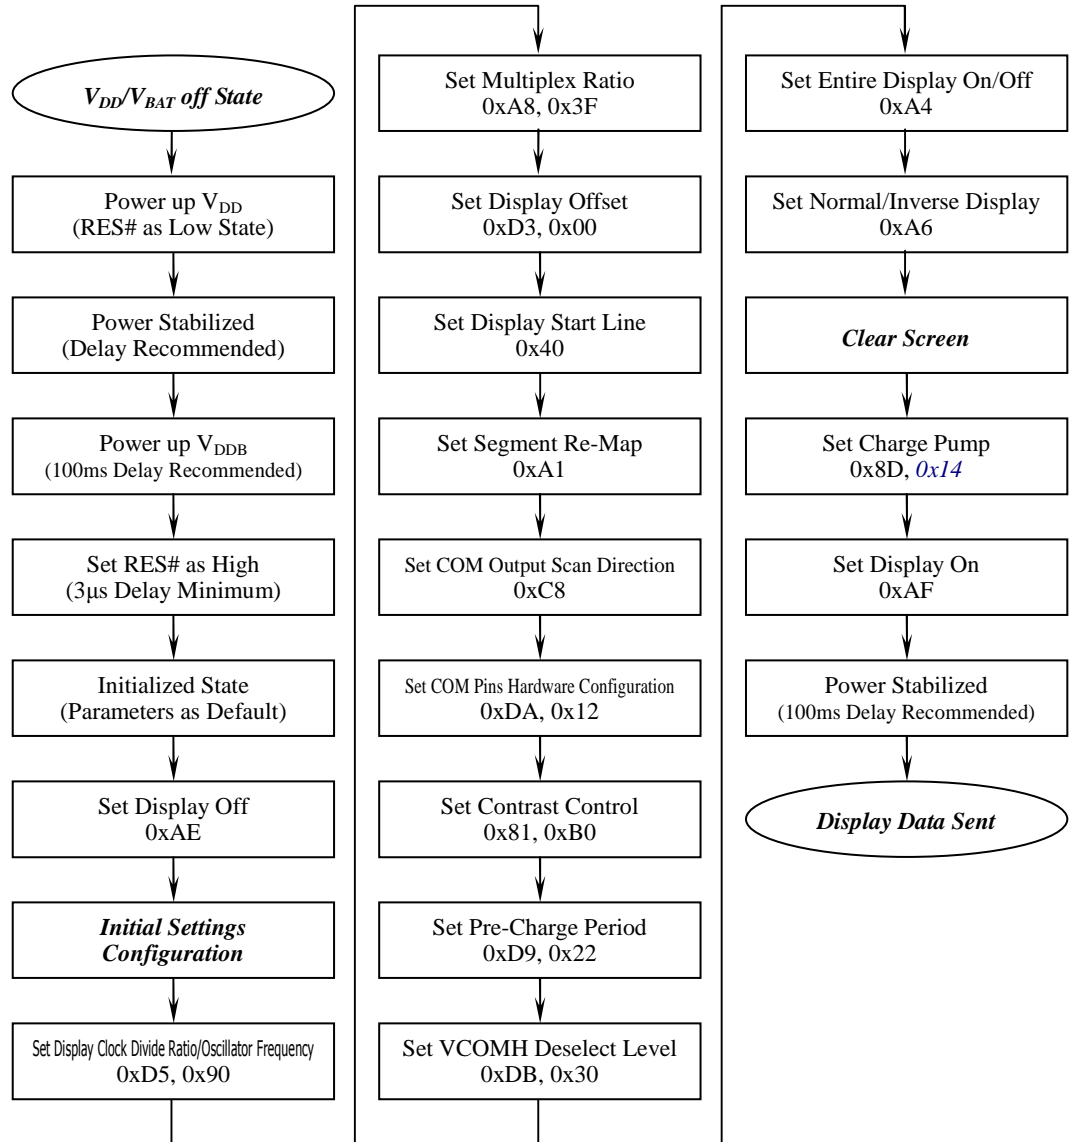 V_DD/V_BAT off State
Power up V_DD
(RES# as Low State)
Power Stabilized
(Delay Recommended)
Power up V_DDB
(100ms Delay Recommended)
Set RES# as High
(3µs Delay Minimum)
Initialized State
(Parameters as Default)
Set Display Off
0xAE
Initial Settings
Configuration
Set Display Clock Divide Ratio/Oscillator Frequency
0xD5, 0x90
Set Multiplex Ratio
0xA8, 0x3F
Set Display Offset
0xD3, 0x00
Set Display Start Line
0x40
Set Segment Re-Map
0xA1
Set COM Output Scan Direction
0xC8
Set COM Pins Hardware Configuration
0xDA, 0x12
Set Contrast Control
0x81, 0xB0
Set Pre-Charge Period
0xD9, 0x22
Set VCOMH Deselect Level
0xDB, 0x30
Set Entire Display On/Off
0xA4
Set Normal/Inverse Display
0xA6
Clear Screen
Set Charge Pump
0x8D, 0x14
Set Display On
0xAF
Power Stabilized
(100ms Delay Recommended)
Display Data Sent